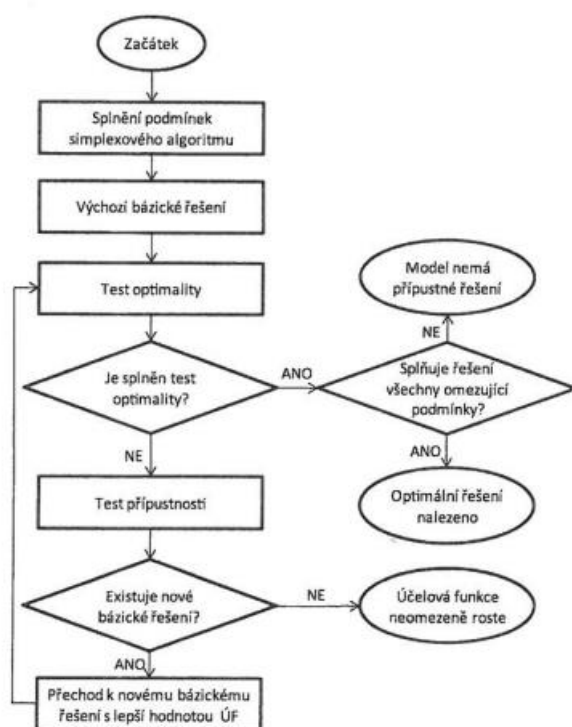 Začátek
Splnění podmínek
simplexového algoritmu
Výchozí bázické řešení
Test optimality
Model nemá
přípustné řešení
NE
Je splněn test
optimality?
ANO
Splňuje řešení
všechny omezující
podmínky?
NE
ANO
Test přípustnosti
Optimální řešení
nalezeno
Existuje nové
bázické řešení?
NE
Účelová funkce
neomezeně roste
ANO
Přechod k novému bázickému
řešení s lepší hodnotou ÚF